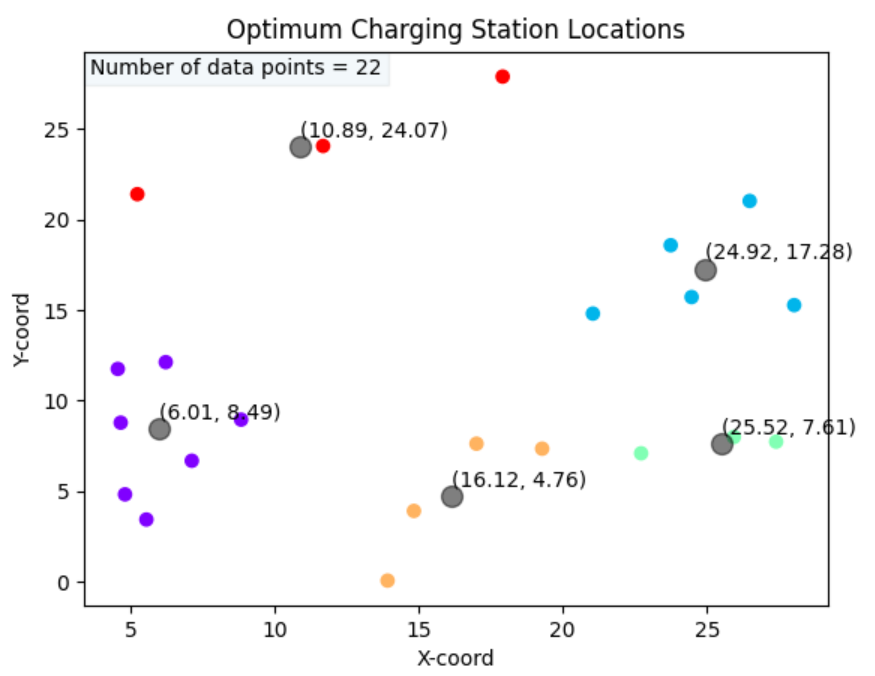 Optimum Charging Station Locations
Number of data points = 22
(10.89, 24.07)
(24.92, 17.28)
(6.01, 8.49)
(25.52, 7.61)
(16.12, 4.76)
Y-coord
25
20
15
10
5
0
5 10 15 20 25
X-coord